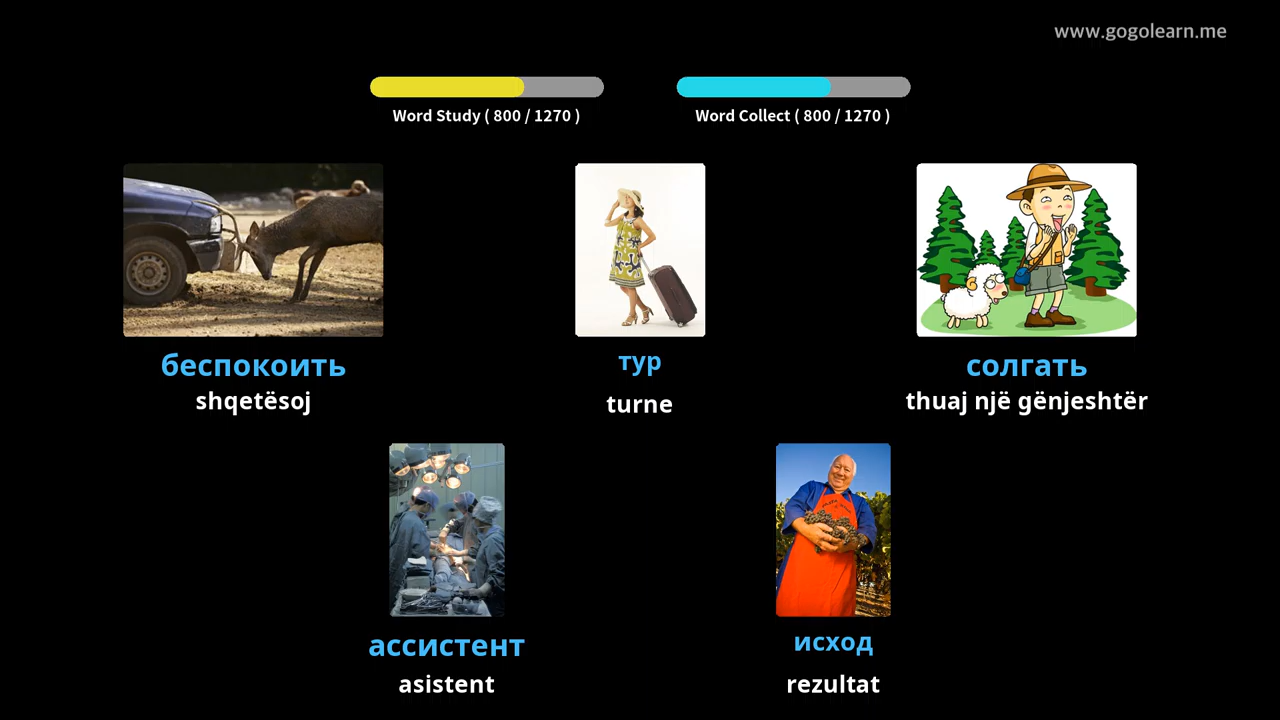 www.gogolearn.me
Word Study ( 800 / 1270 )
Word Collect ( 800 / 1270 )
беспокоить
shqetësoj
тур
turne
солгать
thuaj një gënjeshtër
ассистент
asistent
исход
rezultat